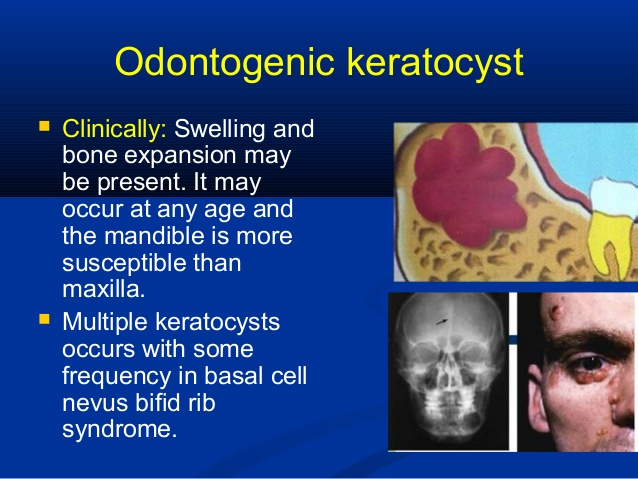 Odontogenic keratocyst
Clinically: Swelling and
bone expansion may
be present. It may
occur at any age and
the mandible is more
susceptible than
maxilla.
Multiple keratocysts
occurs with some
frequency in basal cell
nevus bifid rib
syndrome.